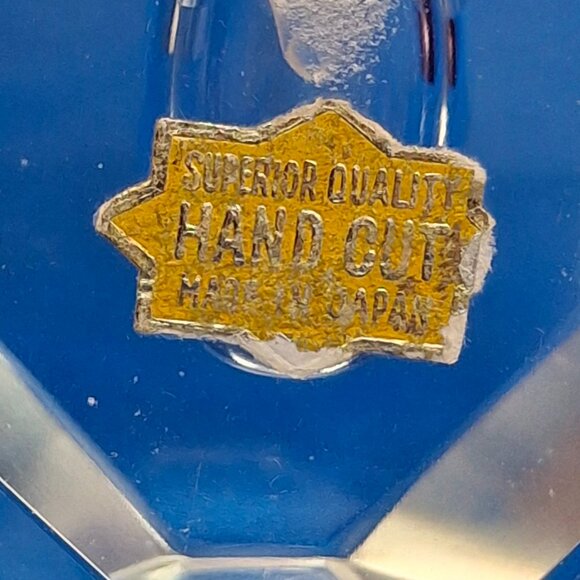 SUPERIOR QUALITY
HAND CUT
MADE IN JAPAN